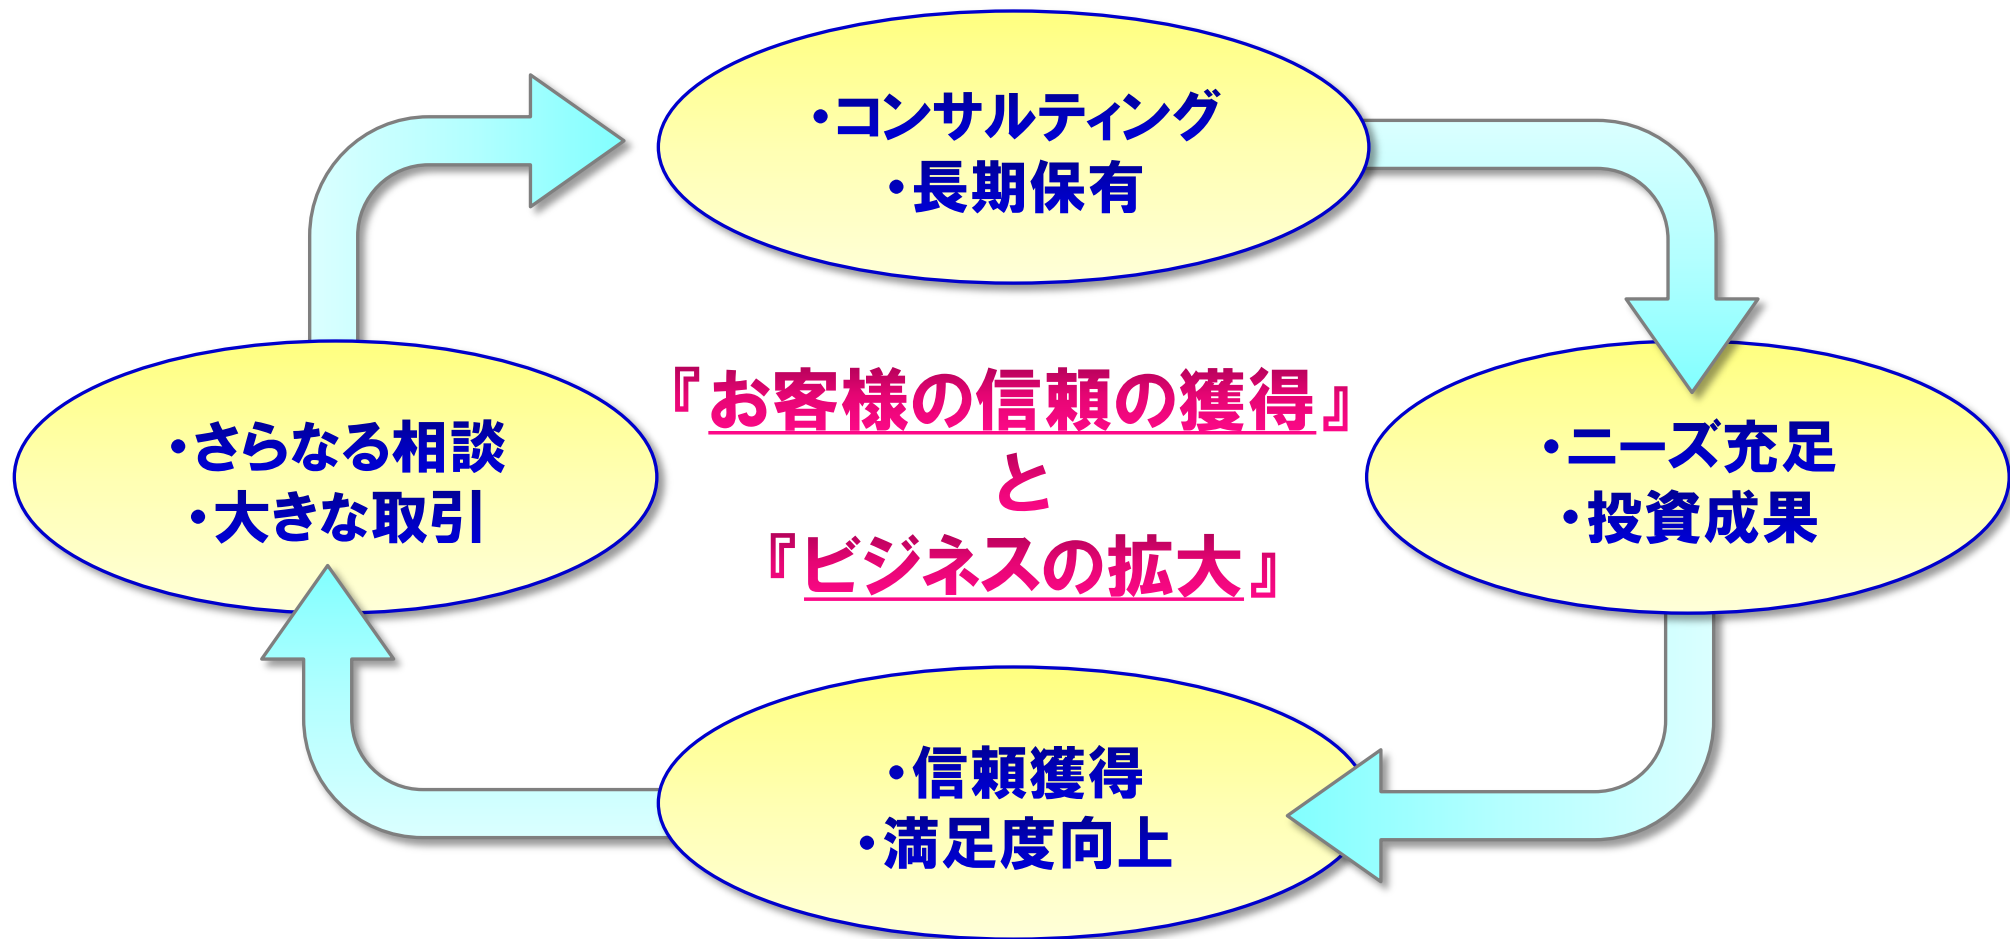 ・コンサルティング
・長期保有
『お客様の信頼の獲得』
と
『ビジネスの拡大』
・さらなる相談
・大きな取引
・ニーズ充足
・投資成果
・信頼獲得
・満足度向上